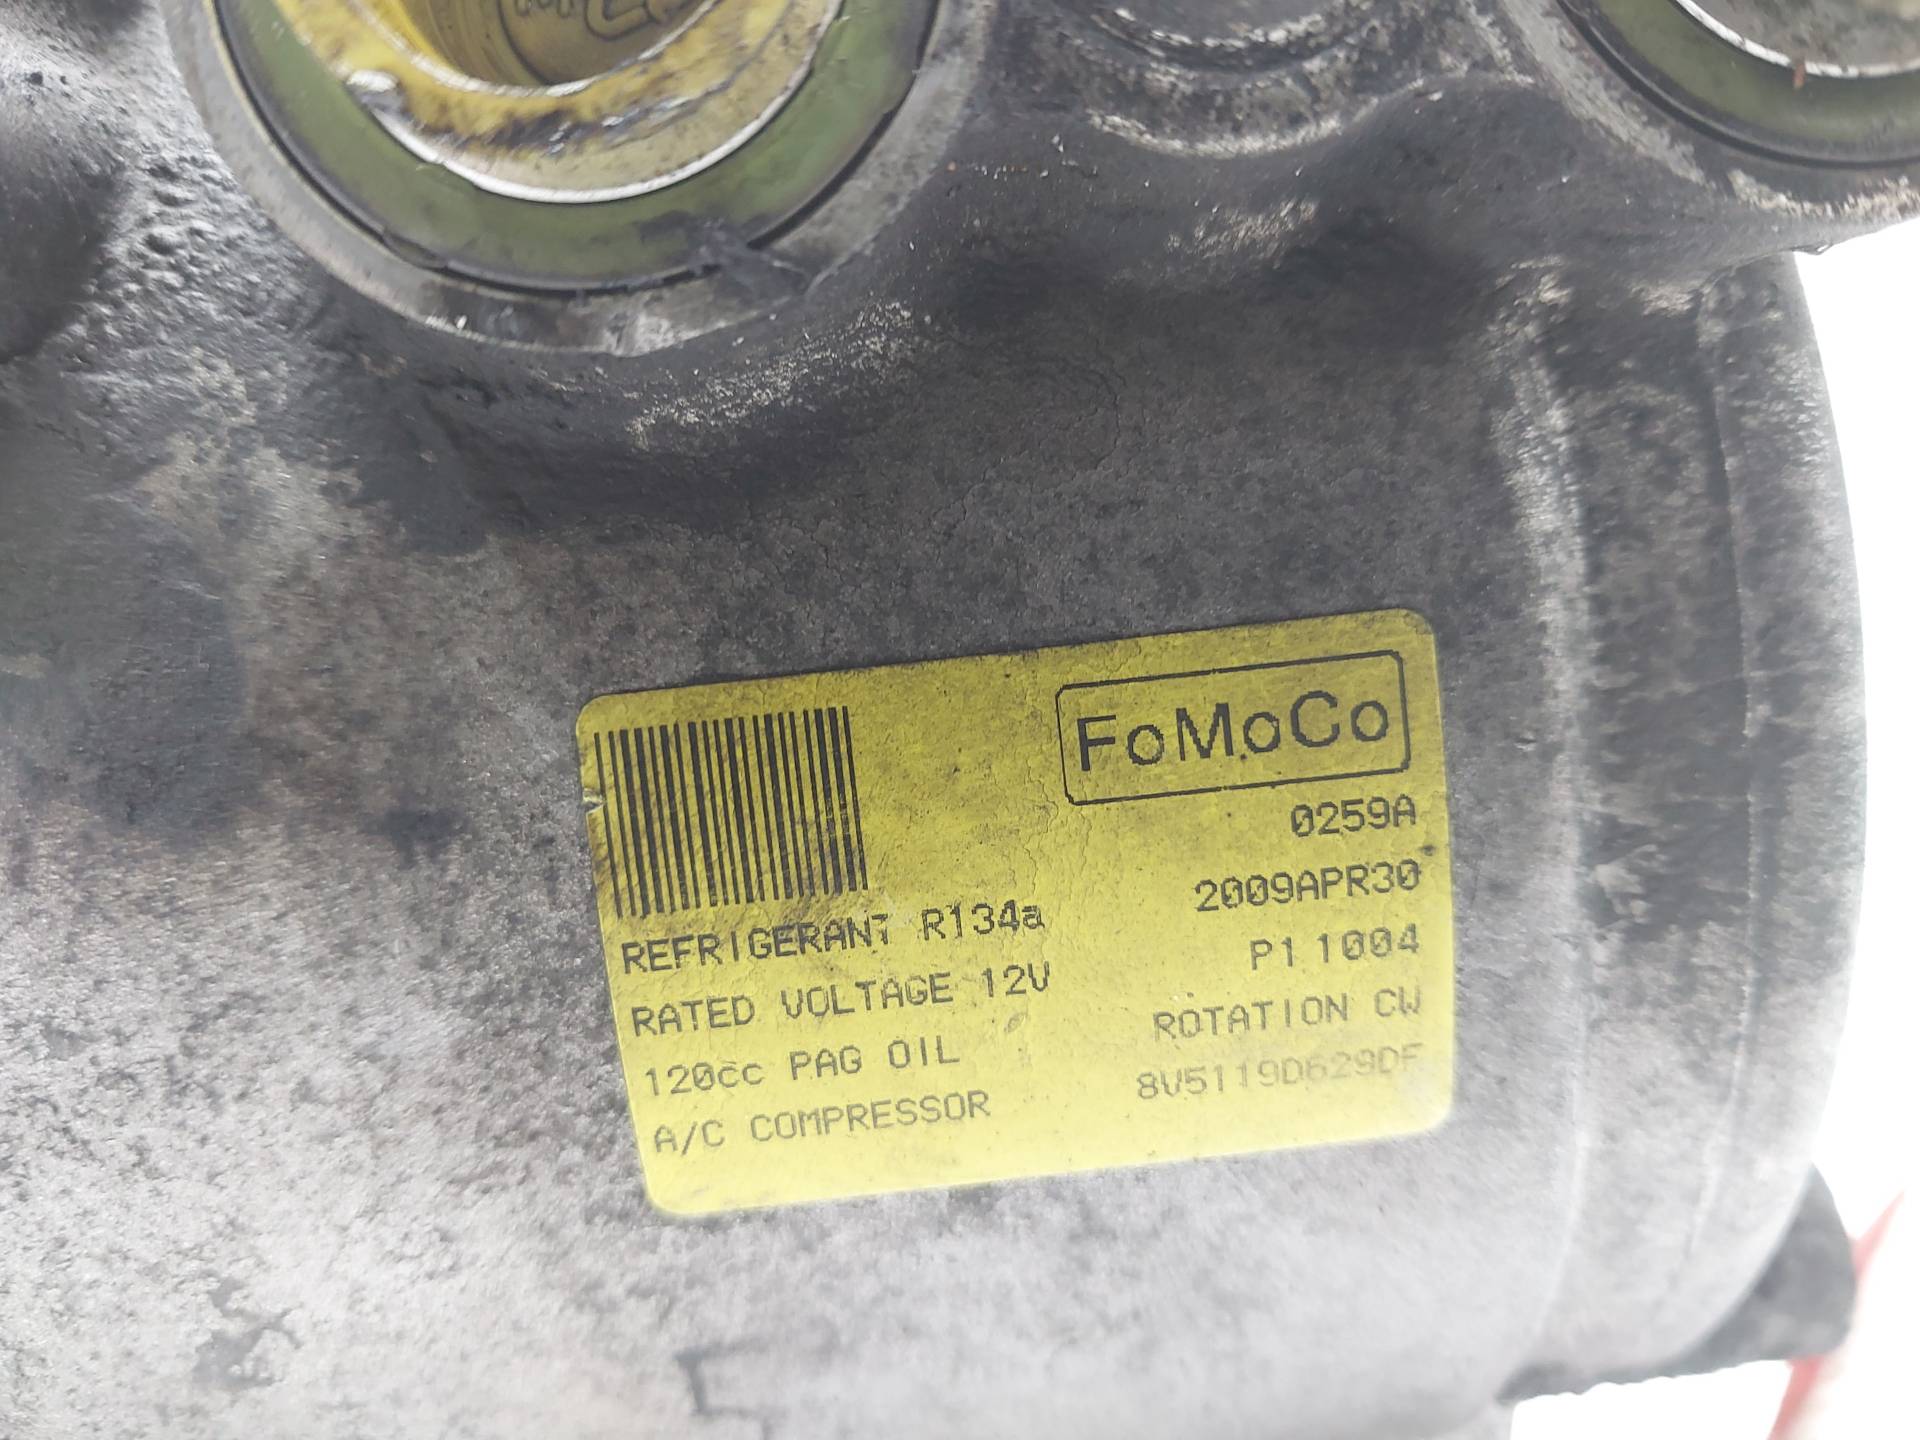 FoMoCo
0259A
2009APR30
REFRIGERANT R134a P1 1004
RATED VOLTAGE 12V ROTATION CW
120cc PAG OIL 8V5119D629DF
A/C COMPRESSOR